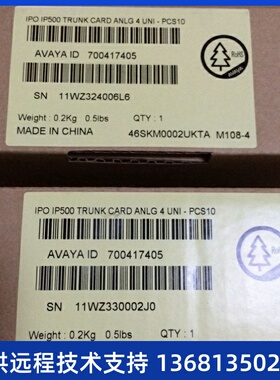 IPO IP500 TRUNK CARD ANLG 4 UNI - PCS10
RoHS
AVAYA ID 700417405
SN 11WZ324006L6
Weight : 0.2Kg 0.5lbs QTY : 1
MADE IN CHINA 46SKM0002UKTA M108-4
IPO IP500 TRUNK CARD ANLG 4 UNI - PCS10
AVAYA ID 700417405
RoHS
SN 11WZ330002J0
Weight : 0.2Kg 0.5lbs QTY : 1
供远程技术支持 136813502